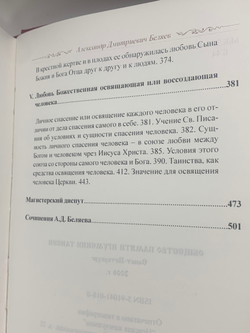 Александр Дмитриевич Беляев
В крестной жертве и в плодах ее обнаружилась любовь Сына
Божия и Бога Отца друг к другу и к людям. 374.
V. Любовь Божественная освящающая или воссоздающая
человека 381
Личное спасение или освящение каждого человека в его от-
личии от дела спасения самого в себе. 381. Учение Св. Писа-
ния об условиях и сущности спасения человека. 382. Сущ-
ность личного спасения человека – в союзе любви между
Богом и человеком чрез Иисуса Христа. 385. Условия этого
союза со стороны самого человека и Бога. 390. Таинства, как
средства освящения человека. 412. Значение для освящения
человека Церкви. 443.
Магистерский диспут 473
Сочинения А.Д. Беляева 501